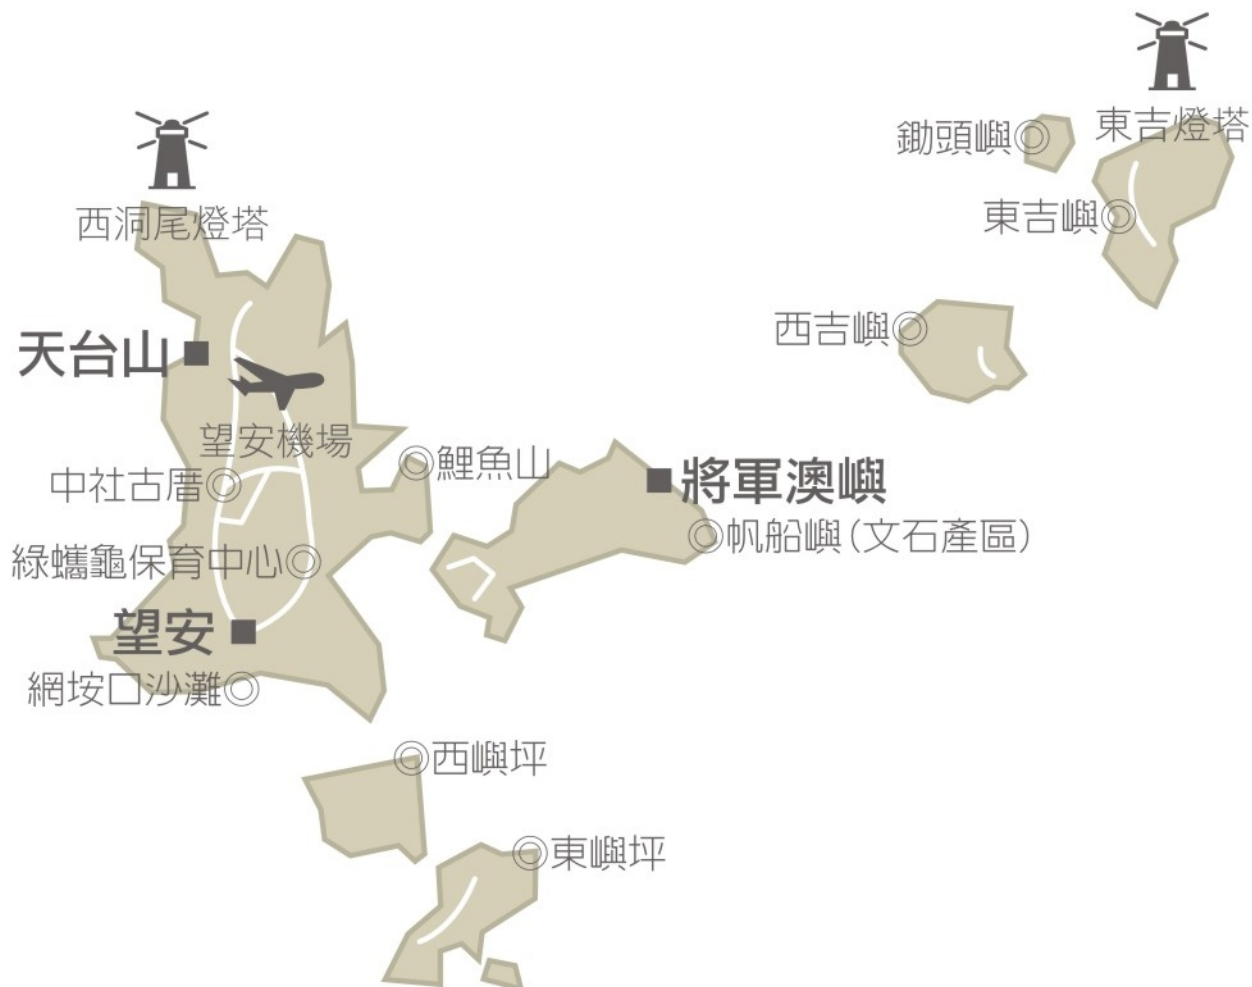 東吉燈塔
鋤頭嶼
東吉嶼
西洞尾燈塔
西吉嶼
天台山
望安機場
鯉魚山
中社古厝
將軍澳嶼
帆船嶼(文石產區)
綠蠵龜保育中心
望安
網垵口沙灘
西嶼坪
東嶼坪